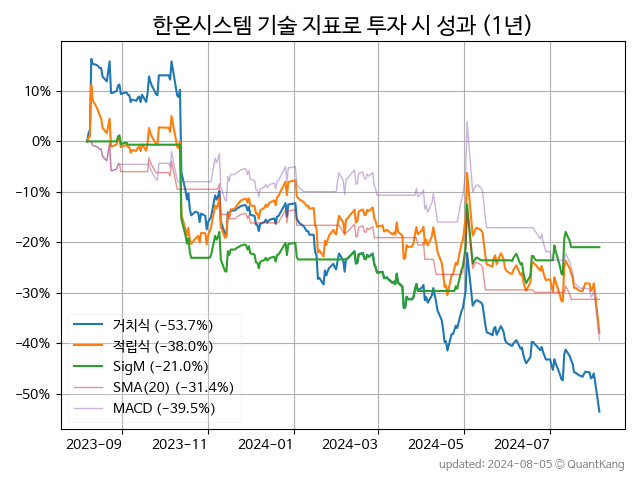 한온시스템 기술 지표로 투자 시 성과 (1년)
10%
0%
−10%
−20%
−30%
−40%
−50%
거치식 (−53.7%)
적립식 (−38.0%)
SigM (−21.0%)
SMA(20) (−31.4%)
MACD (−39.5%)
2023-09 2023-11 2024-01 2024-03 2024-05 2024-07
updated: 2024-08-05 © QuantKang